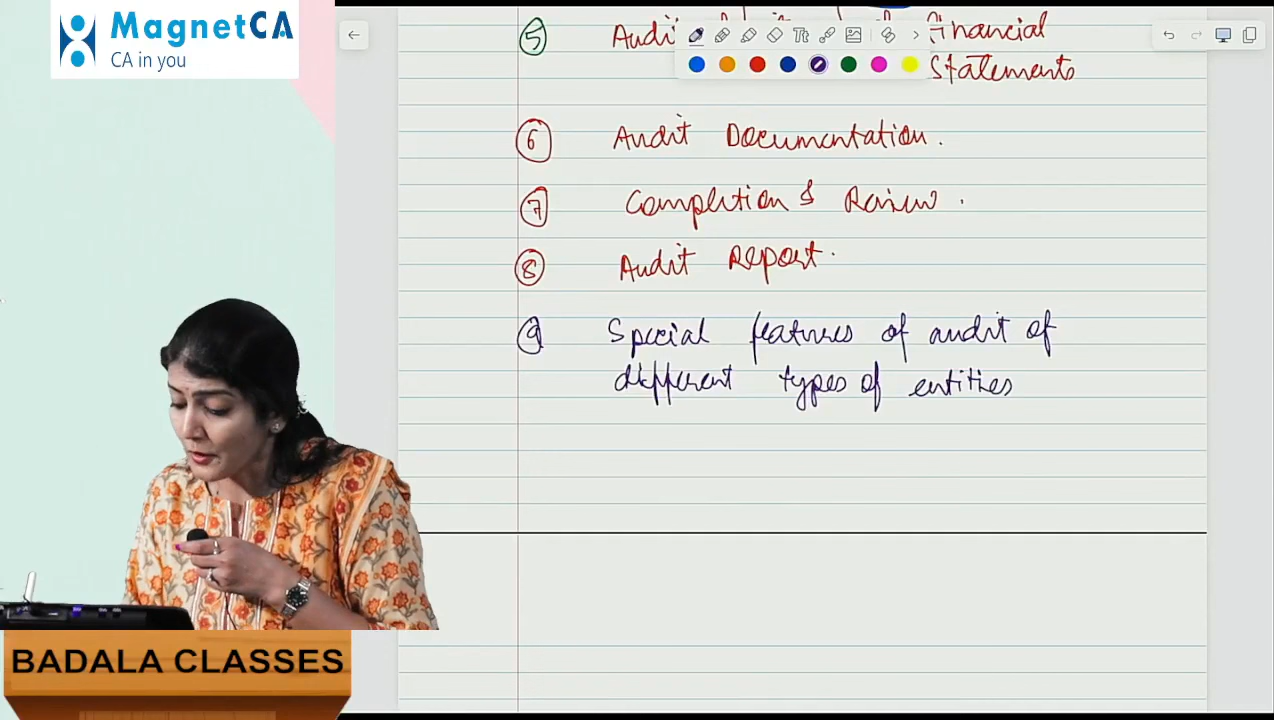 MagnetCA
CA in you
5 Financial
Statements
6 Audit Documentation.
7 Completion & Review.
8 Audit Report.
9 Special features of audit of
different types of entities
BADALA CLASSES